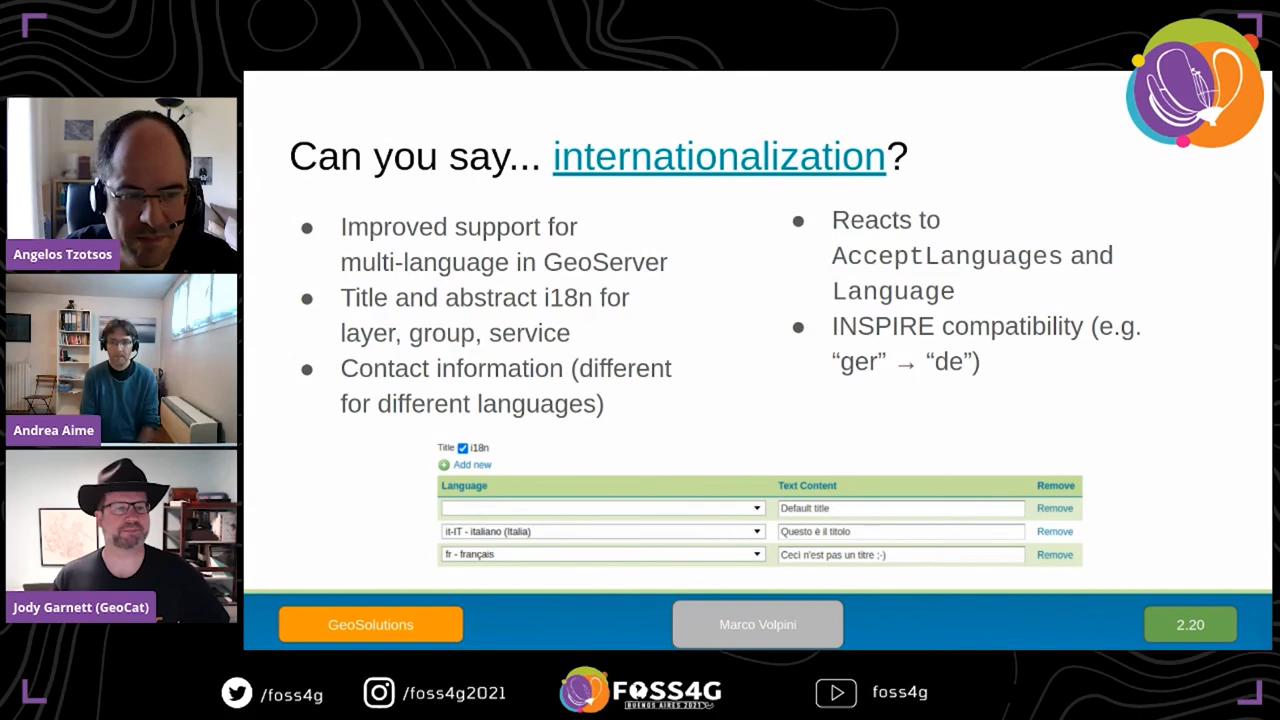 Can you say... internationalization?
Improved support for
multi-language in GeoServer
Title and abstract i18n for
layer, group, service
Contact information (different
for different languages)
Reacts to
AcceptLanguages and
Language
INSPIRE compatibility (e.g.
“ger” → “de”)
Title i18n
Add new
Language Text Content Remove
Default title Remove
it-IT - italiano (Italia) Questo è il titolo Remove
fr - français Ceci n'est pas un titre ;-) Remove
GeoSolutions
Marco Volpini
2.20
Angelos Tzotsos
Andrea Aime
Jody Garnett (GeoCat)
/foss4g
/foss4g2021
FOSS4G
BUENOS AIRES 2021
foss4g